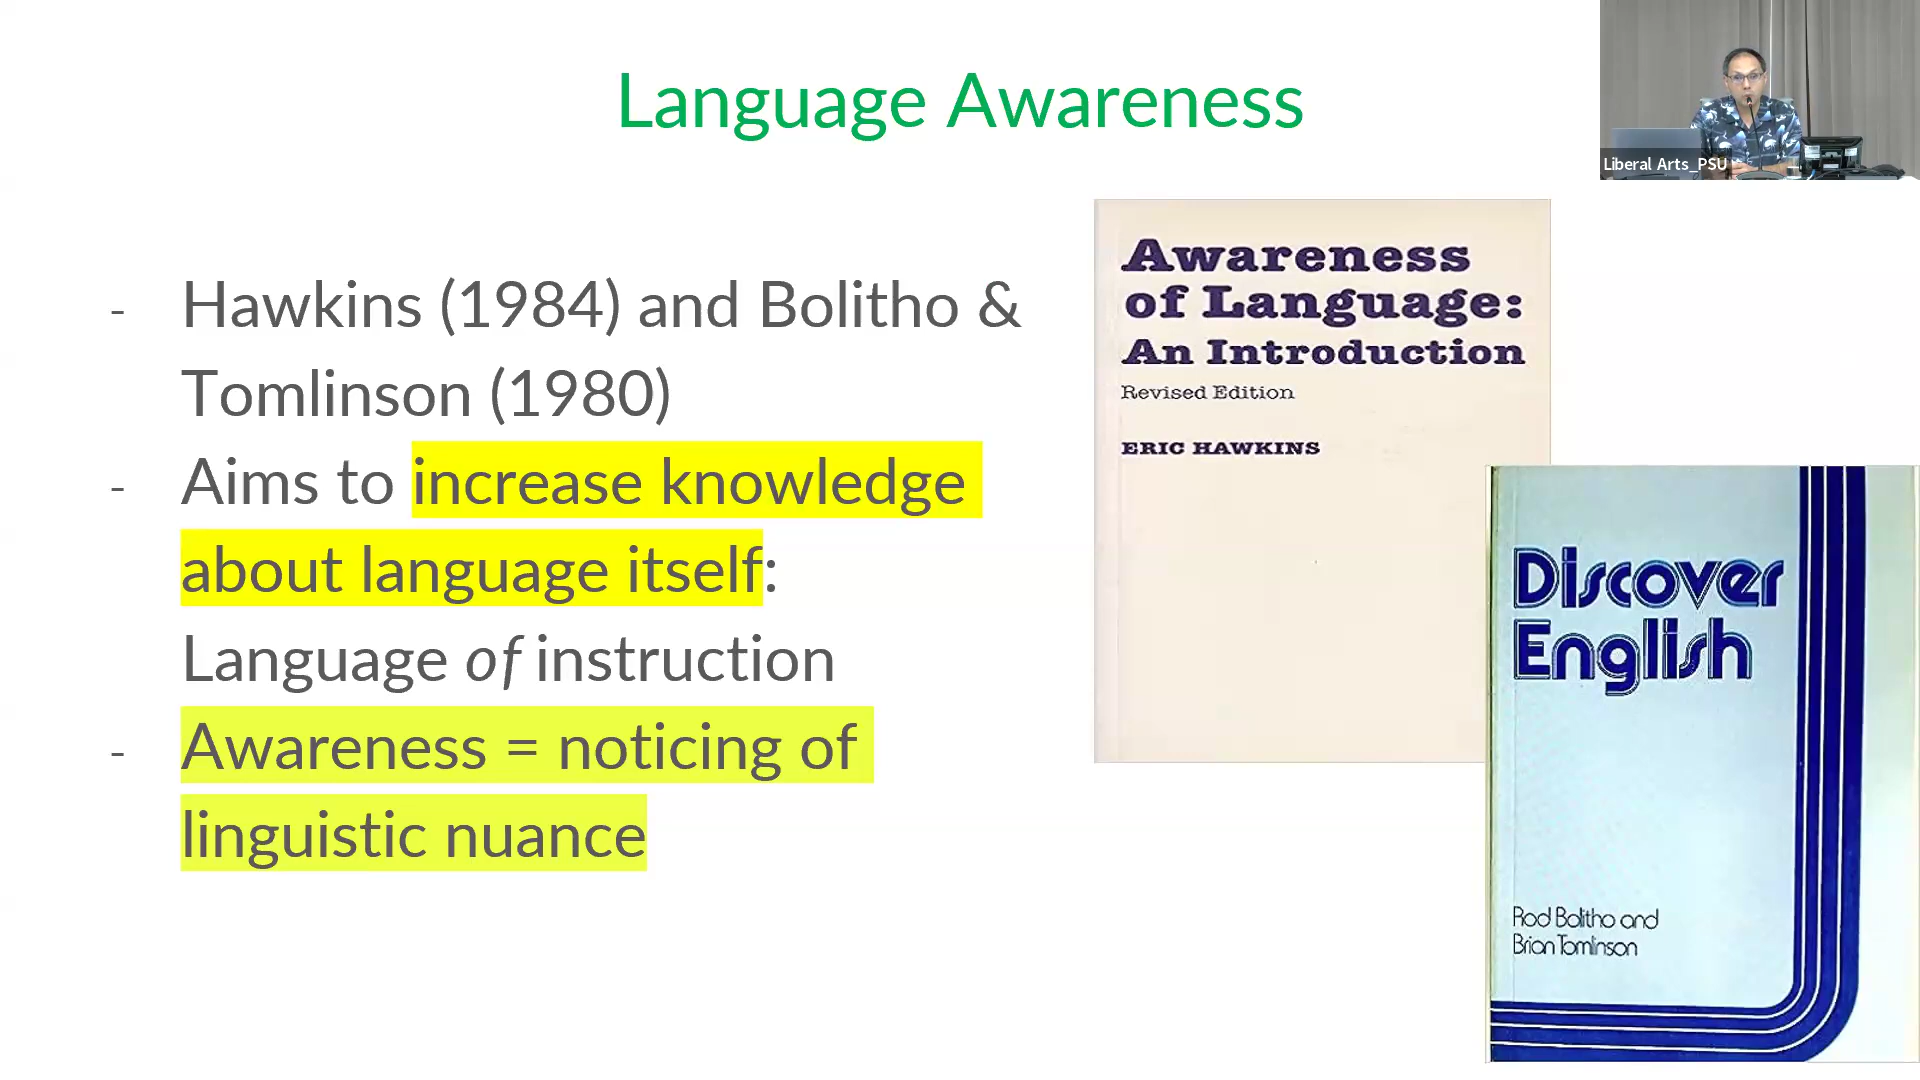 Language Awareness
Liberal Arts_PSU
- Hawkins (1984) and Bolitho &
Tomlinson (1980)
- Aims to increase knowledge
about language itself:
Language of instruction
- Awareness = noticing of
linguistic nuance
Awareness
of Language:
An Introduction
Revised Edition
ERIC HAWKINS
Discover
English
Rod Bolitho and
Brian Tomlinson